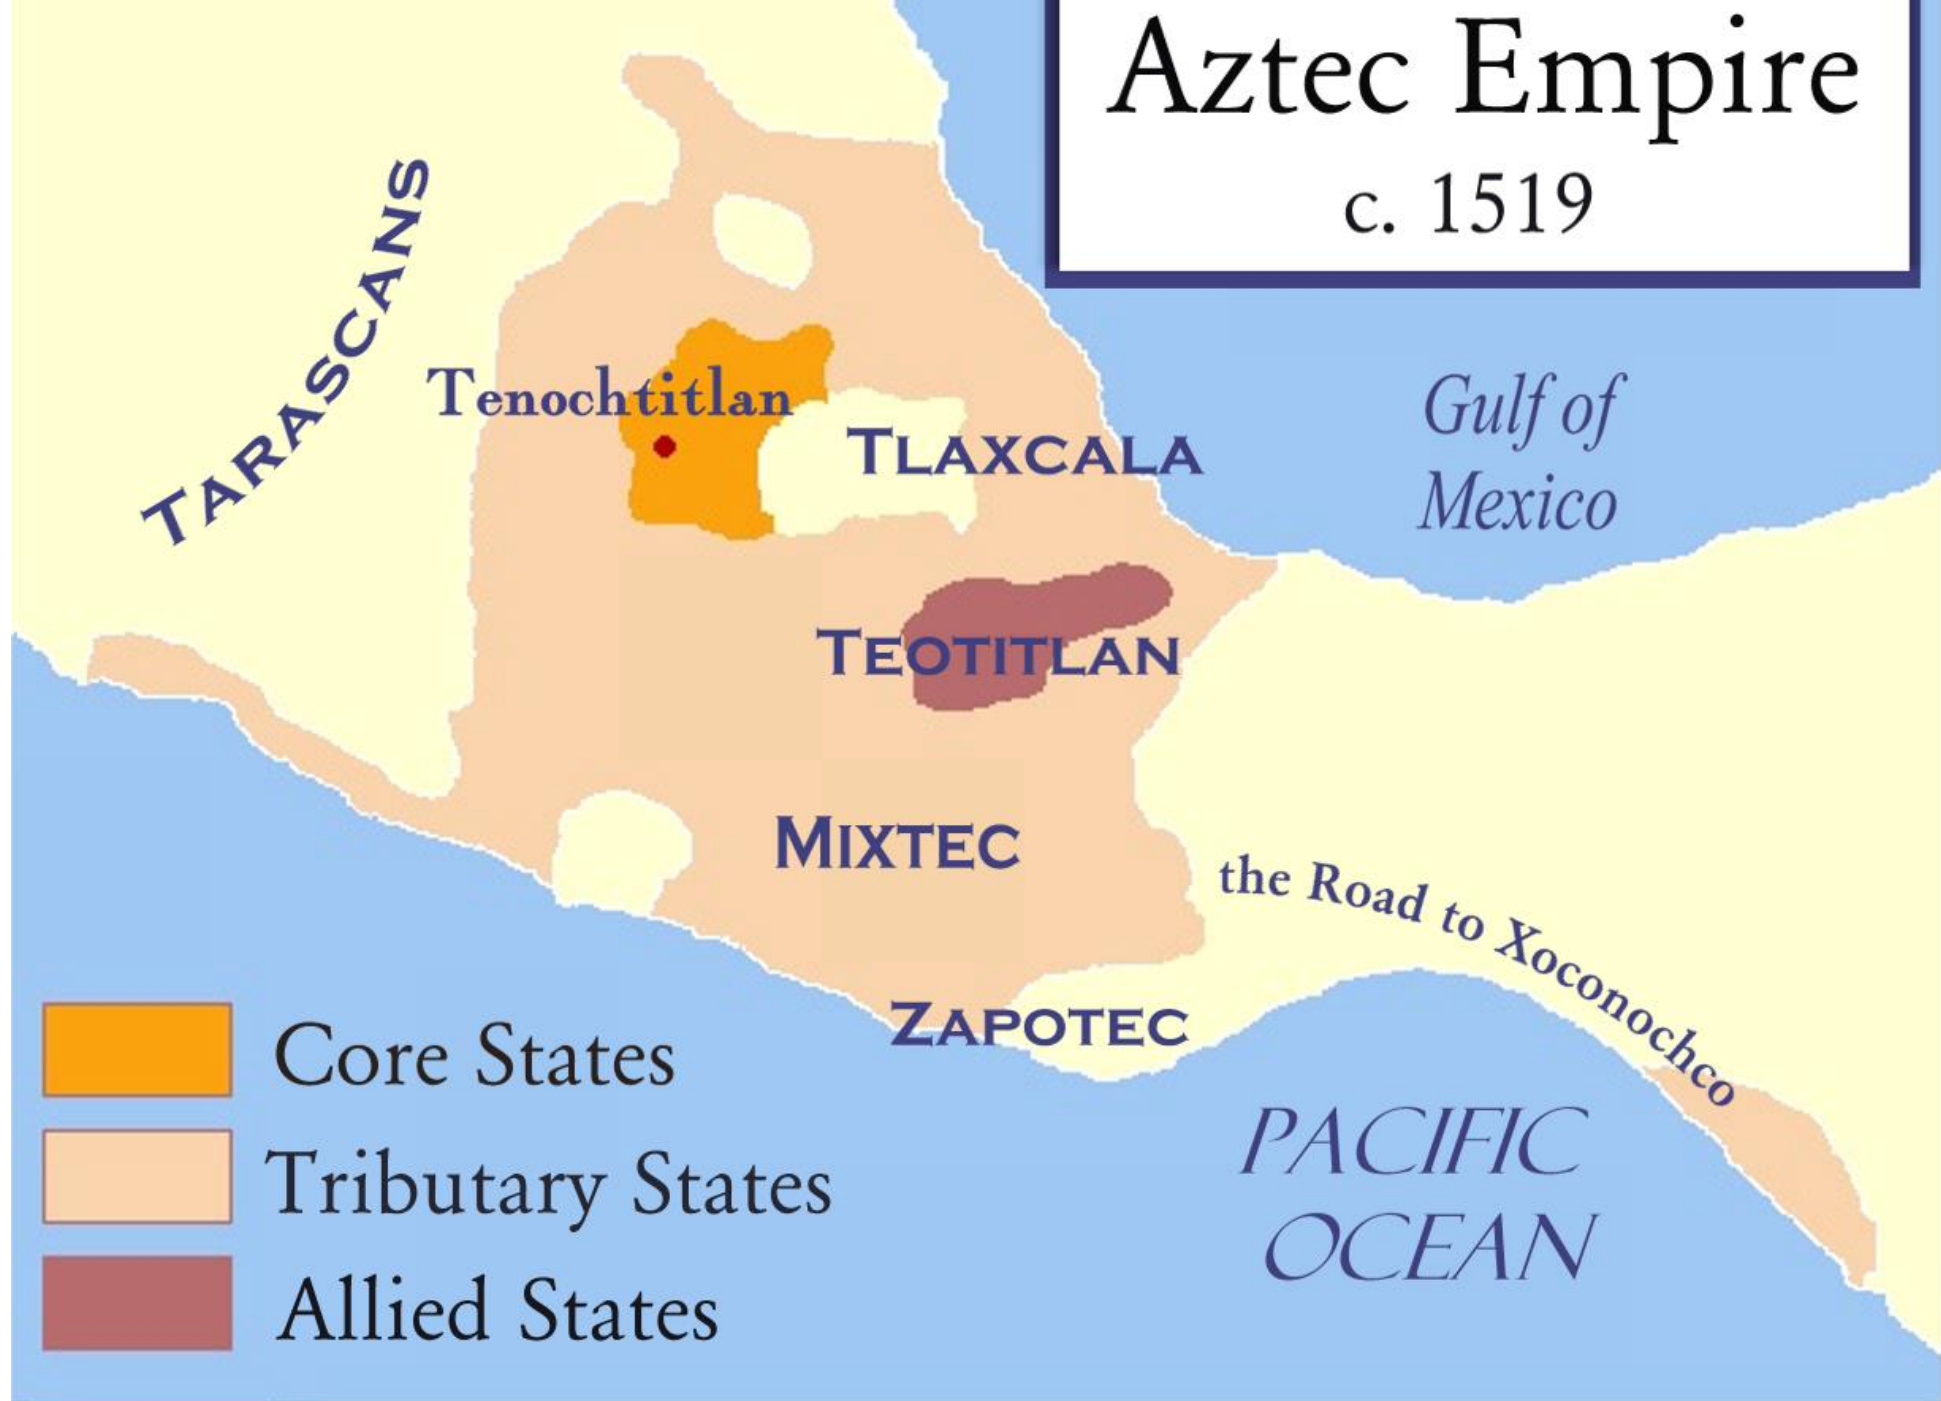 Aztec Empire
c. 1519
TARASCANS
Tenochtitlan
TLAXCALA
Gulf of
Mexico
TEOTITLAN
MIXTEC
the Road to Xoconochco
ZAPOTEC
PACIFIC
OCEAN
Core States
Tributary States
Allied States